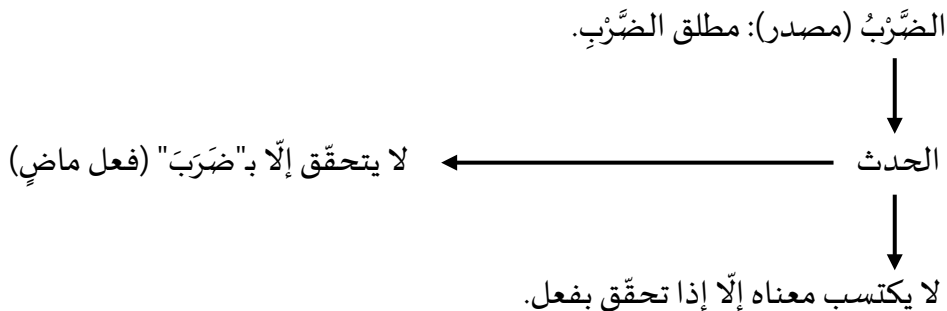 الضَّرْبُ (مصدر): مطلق الضَّرْبِ.
الحدث
لا يتحقّق إلّا بـ"ضَرَبَ" (فعل ماضٍ)
لا يكتسب معناه إلّا إذا تحقّق بفعل.